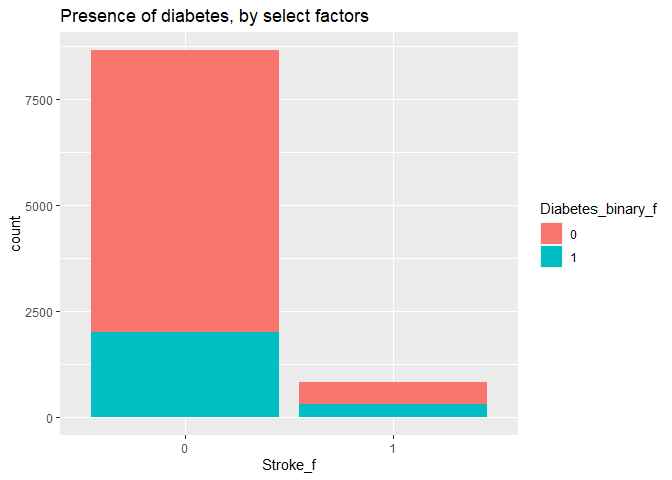 Presence of diabetes, by select factors
7500
5000
2500
0
count
0
1
Stroke_f
Diabetes_binary_f
0
1